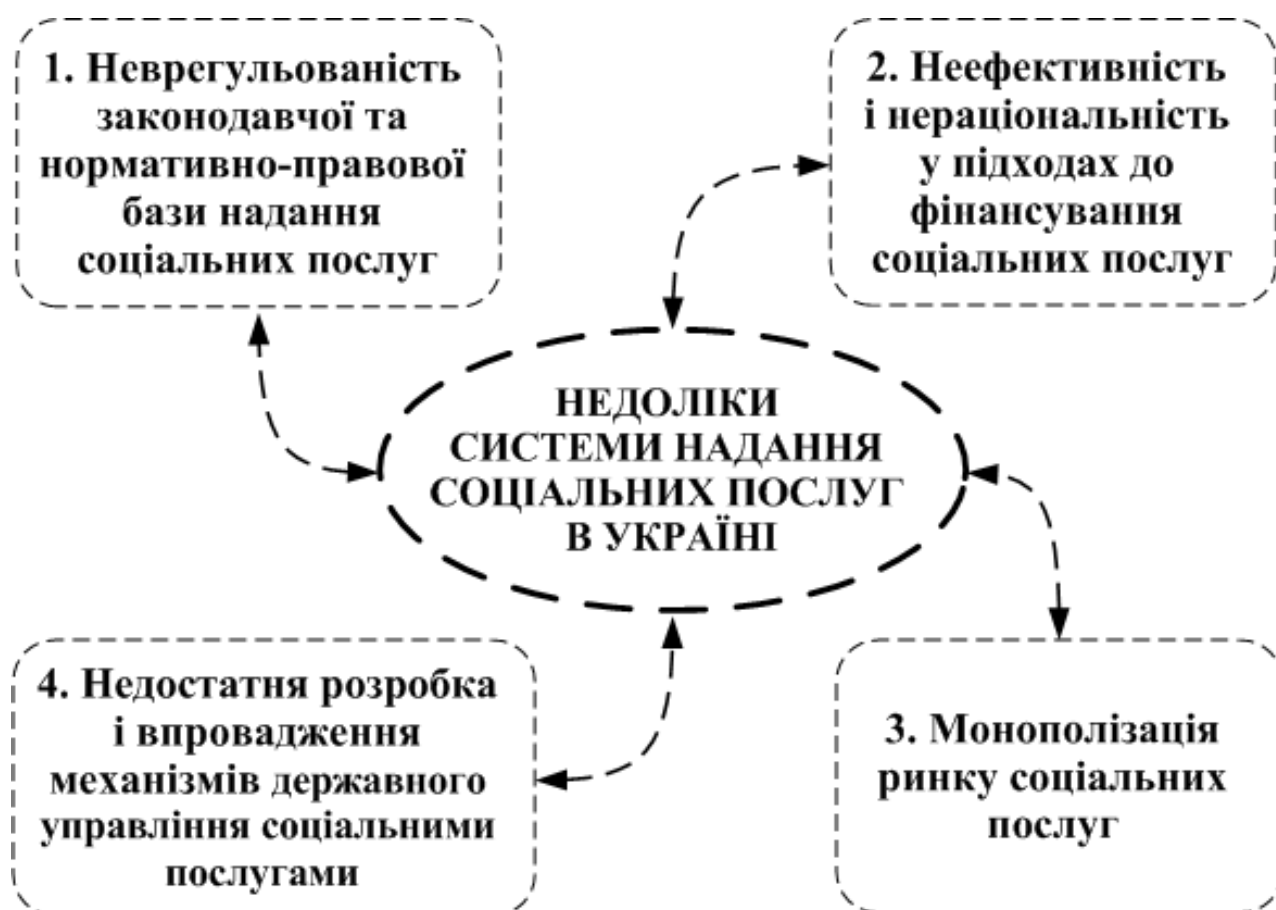 1. Неврегульованість
законодавчої та
нормативно-правової
бази надання
соціальних послуг
2. Неефективність
і нераціональність
у підходах до
фінансування
соціальних послуг
НЕДОЛІКИ
СИСТЕМИ НАДАННЯ
СОЦІАЛЬНИХ ПОСЛУГ
В УКРАЇНІ
4. Недостатня розробка
і впровадження
механізмів державного
управління соціальними
послугами
3. Монополізація
ринку соціальних
послуг